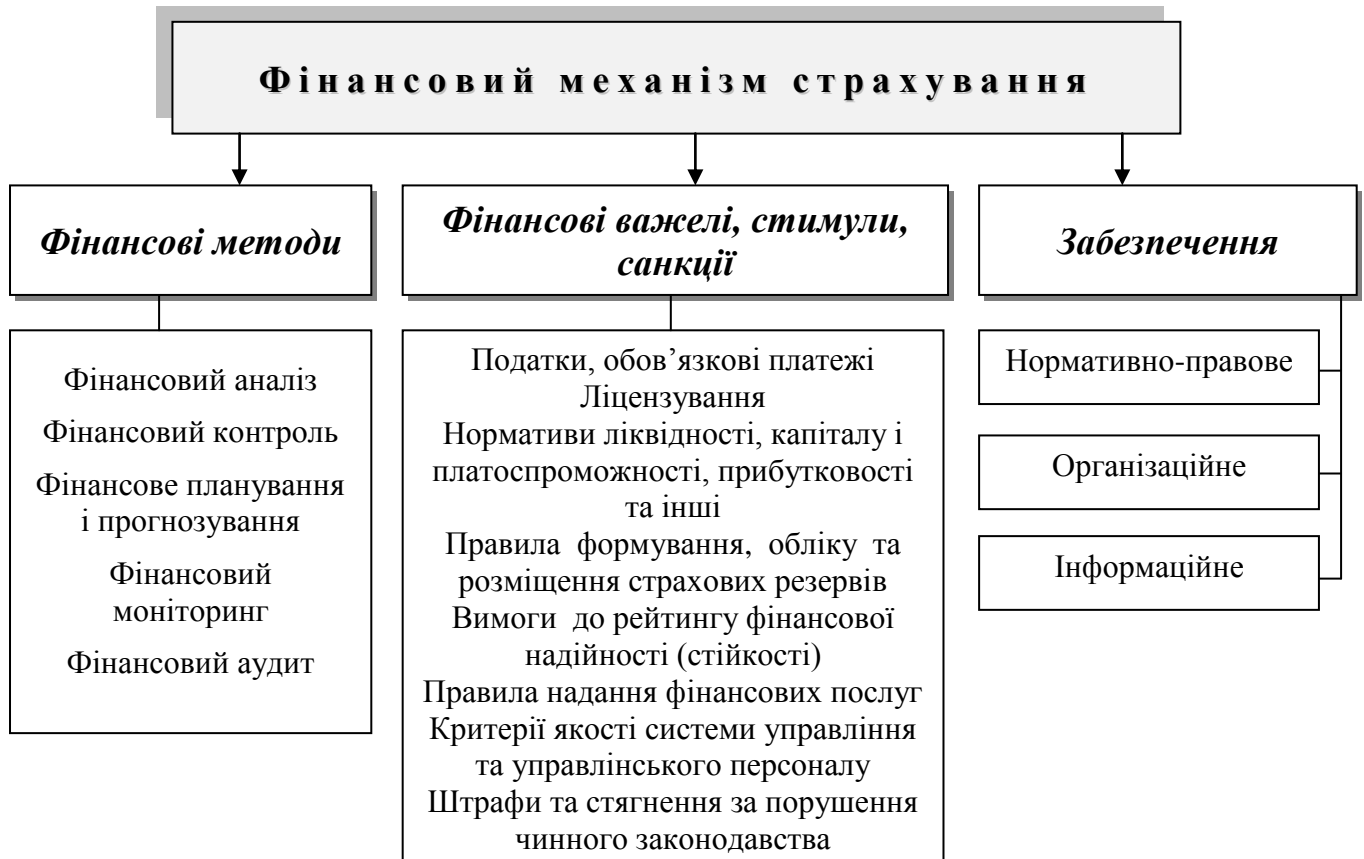 Фінансовий механізм страхування
Фінансові методи
Фінансовий аналіз
Фінансовий контроль
Фінансове планування
і прогнозування
Фінансовий
моніторинг
Фінансовий аудит
Фінансові важелі, стимули,
санкції
Податки, обов’язкові платежі
Ліцензування
Нормативи ліквідності, капіталу і
платоспроможності, прибутковості
та інші
Правила формування, обліку та
розміщення страхових резервів
Вимоги до рейтингу фінансової
надійності (стійкості)
Правила надання фінансових послуг
Критерії якості системи управління
та управлінського персоналу
Штрафи та стягнення за порушення
чинного законодавства
Забезпечення
Нормативно-правове
Організаційне
Інформаційне